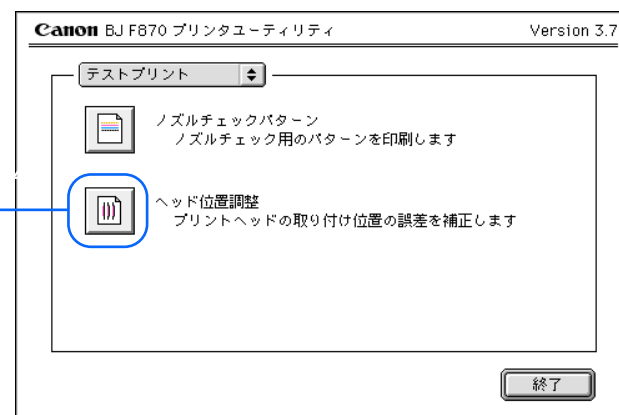 Canon BJ F870 プリンタユーティリティ Version 3.7
テストプリント
ノズルチェックパターン
ノズルチェック用のパターンを印刷します
ヘッド位置調整
プリントヘッドの取り付け位置の誤差を補正します
終了